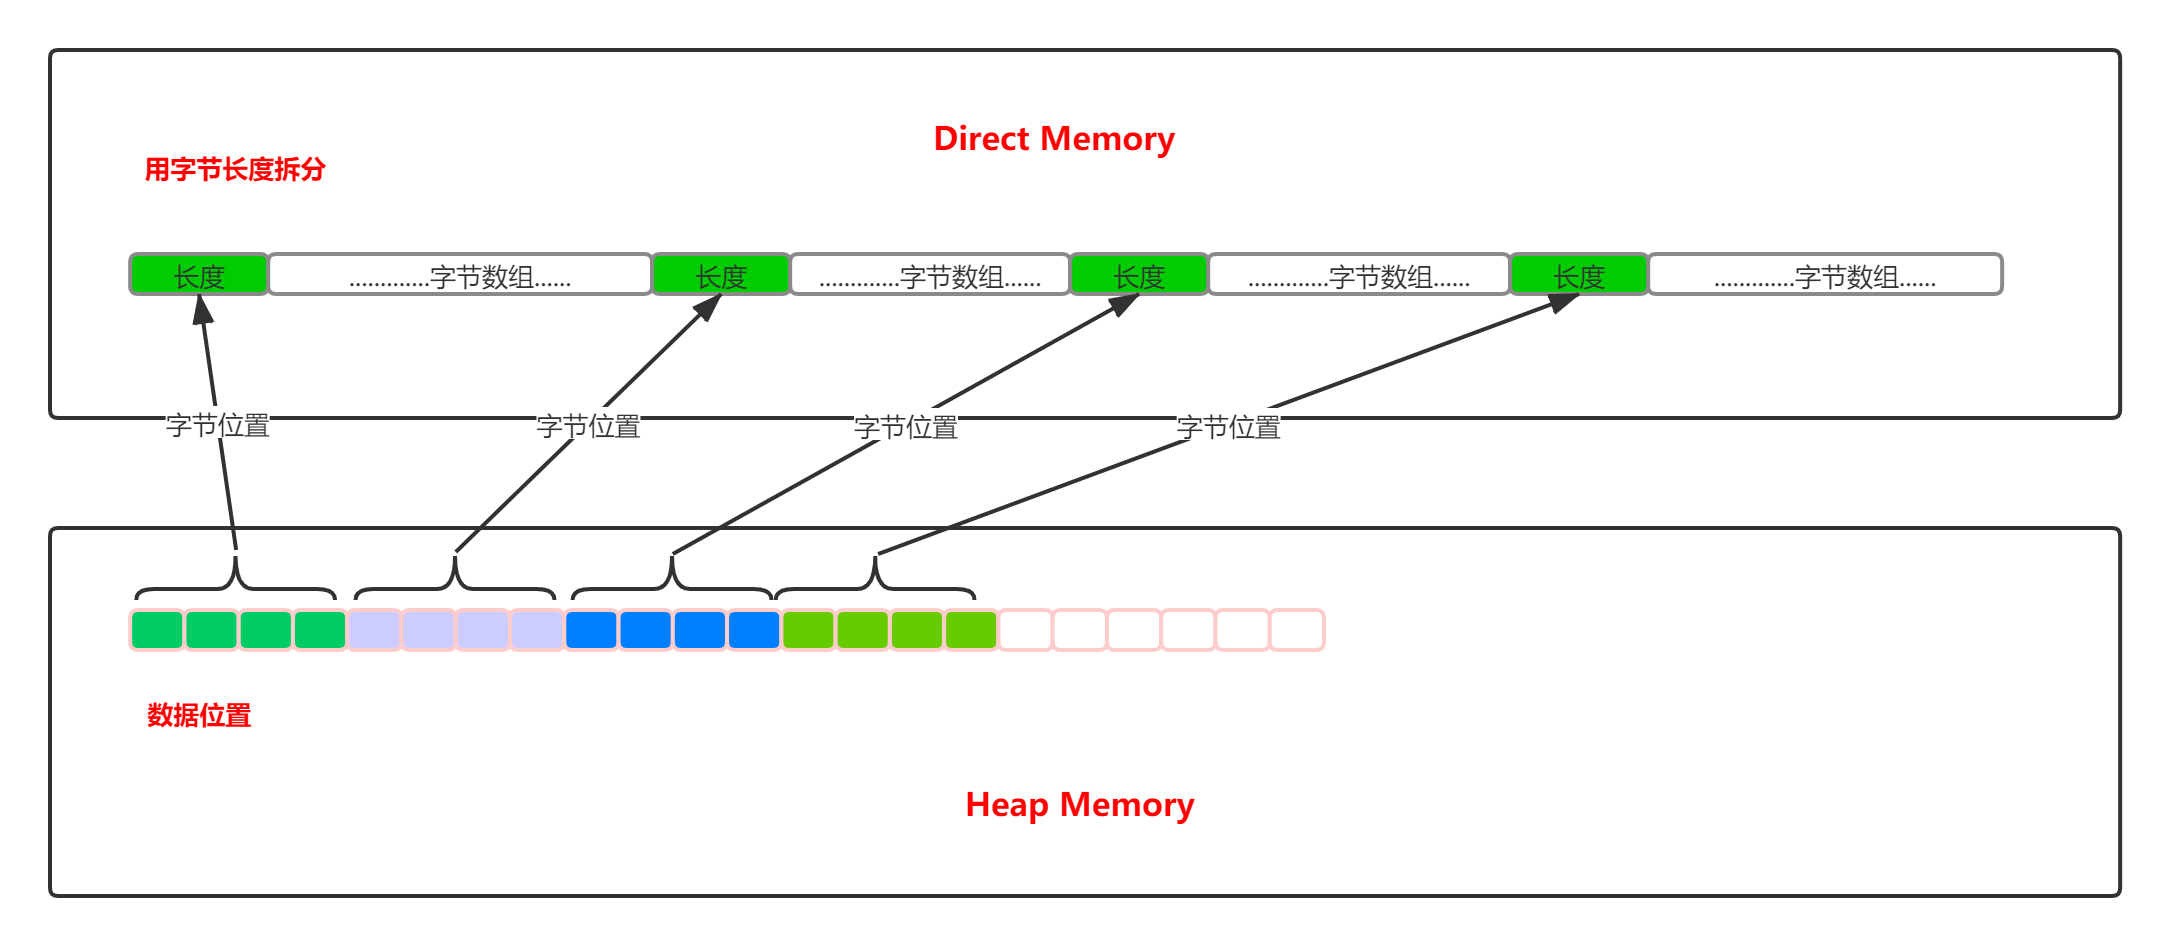 Direct Memory
用字节长度拆分
长度
.............字节数组......
长度
.............字节数组......
长度
.............字节数组......
长度
.............字节数组......
字节位置
字节位置
字节位置
字节位置
数据位置
Heap Memory